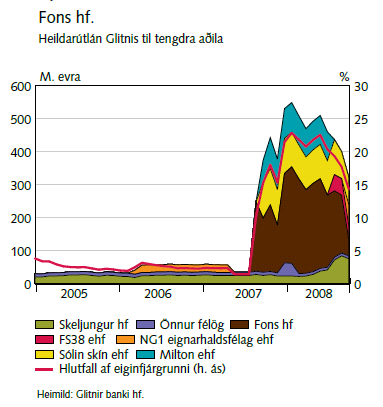 Fons hf.
Heildarútlán Glitnis til tengdra aðila
M. evra %
600 30
500 25
400 20
300 15
200 10
100 5
0 0
2005 2006 2007 2008
Skeljungur hf Önnur félög Fons hf
FS38 ehf NG1 eignarhaldsfélag ehf
Sólin skín ehf Milton ehf
Hlutfall af eiginfjárgrunni (h. ás)
Heimild: Glitnir banki hf.